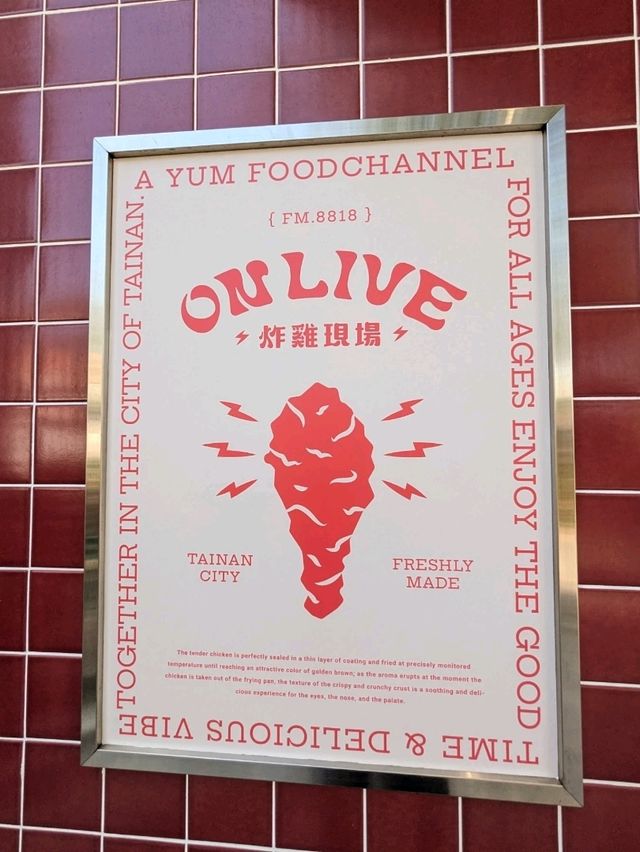 A YUM FOODCHANNEL
FOR ALL AGES ENJOY THE GOOD
TIME & DELICIOUS VIBE
TOGETHER IN THE CITY OF TAINAN.
{ FM.8818 }
ON LIVE
炸雞現場
TAINAN
CITY
FRESHLY
MADE
The tender chicken is perfectly sealed in a thin layer of coating and fried at precisely monitored
temperature until reaching an attractive color of golden brown; as the aroma erupts at the moment the
chicken is taken out of the frying pan, the texture of the crispy and crunchy crust is a soothing and deli-
cious experience for the eyes, the nose, and the palate.